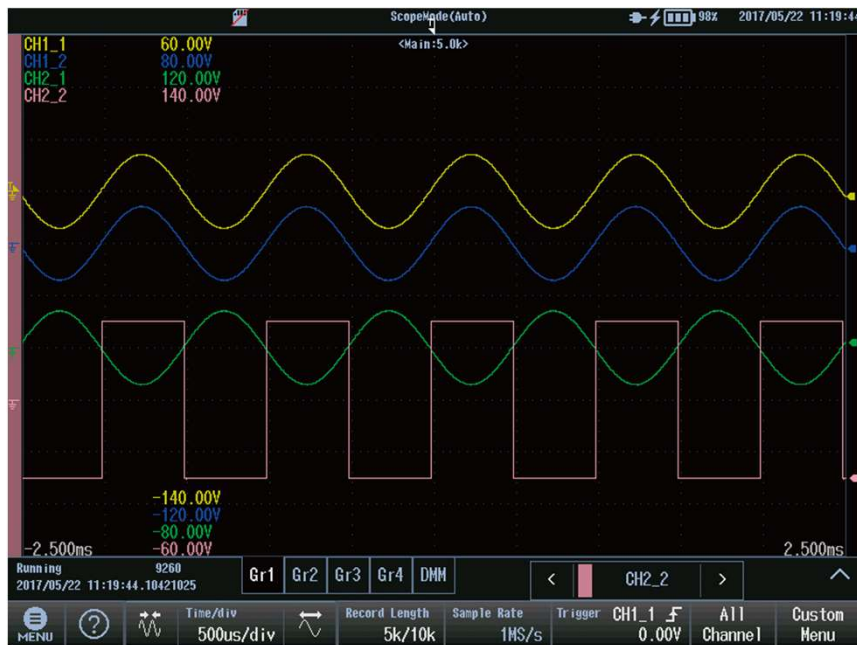 ScopeMode(Auto)
98%
2017/05/22 11:19:44
<Main:5.0k>
CH1_1 60.00V
CH1_2 80.00V
CH2_1 120.00V
CH2_2 140.00V
-140.00V
-120.00V
-80.00V
-60.00V
-2.500ms
2.500ms
Running 9260
2017/05/22 11:19:44.10421025
Gr1 Gr2 Gr3 Gr4 DMM
< CH2_2 >
MENU
?
Time/div
500us/div
Record Length
5k/10k
Sample Rate
1MS/s
Trigger CH1_1
0.00V
All
Channel
Custom
Menu